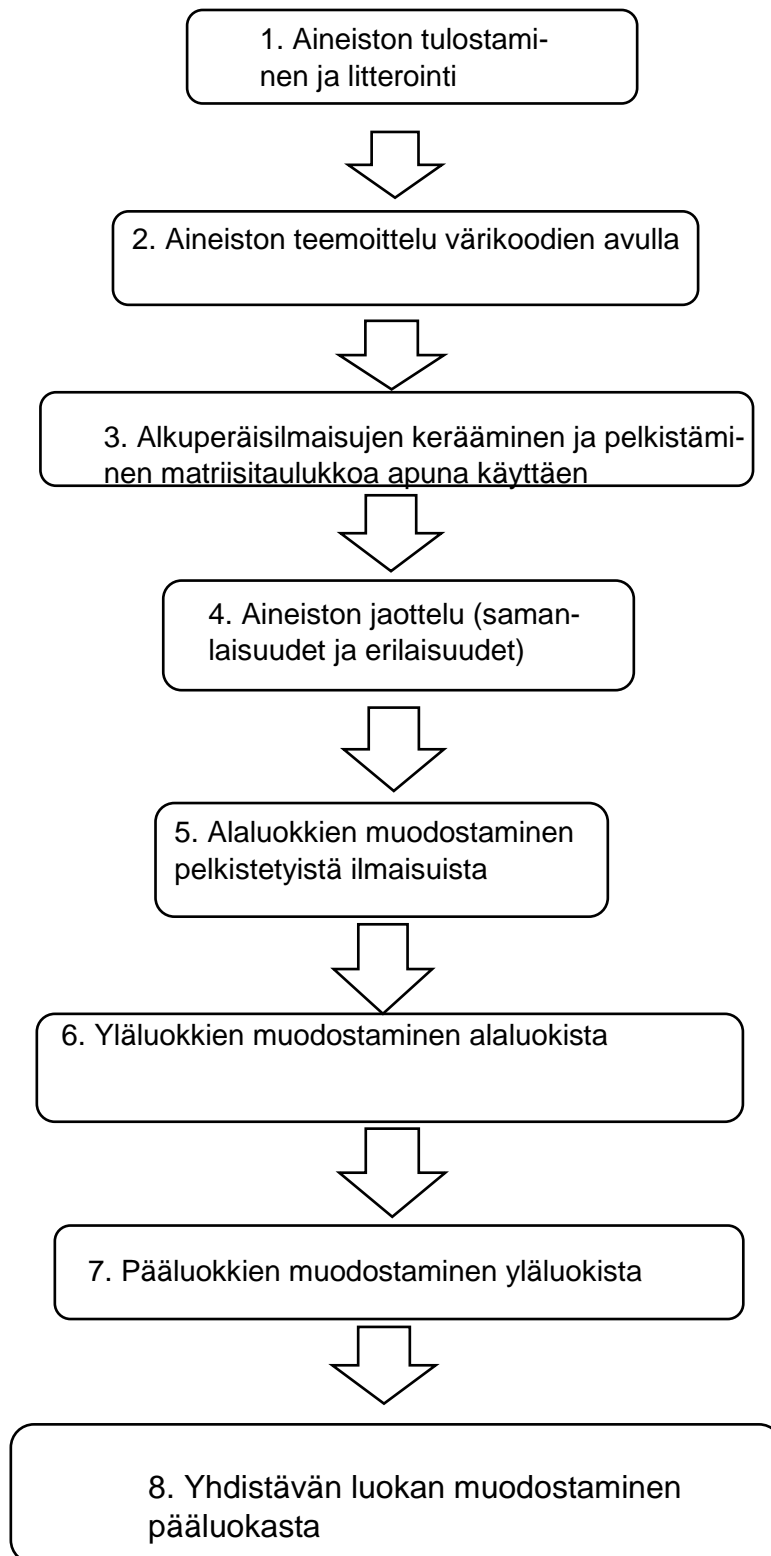 1. Aineiston tulostami-
nen ja litterointi
2. Aineiston teemoittelu värikoodien avulla
3. Alkuperäisilmaisujen kerääminen ja pelkistämi-
nen matriisitaulukkoa apuna käyttäen
4. Aineiston jaottelu (saman-
laisuudet ja erilaisuudet)
5. Alaluokkien muodostaminen
pelkistetyistä ilmaisuista
6. Yläluokkien muodostaminen alaluokista
7. Pääluokkien muodostaminen yläluokista
8. Yhdistävän luokan muodostaminen
pääluokasta